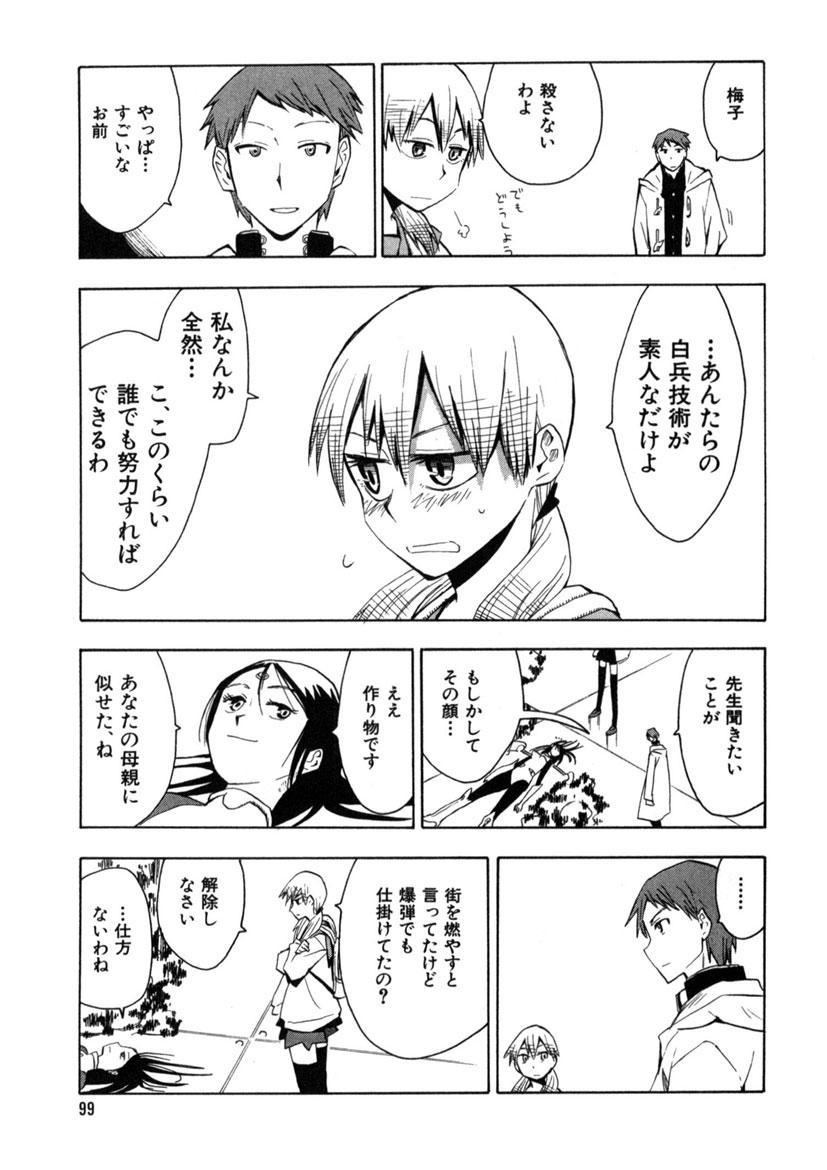 梅子
殺さない
わよ
でも
どうしよう
やっぱ…
すごいな
お前
…あんたらの
白兵技術が
素人なだけよ
私なんか
全然…
こ、このくらい
誰でも努力すれば
できるわ
先生聞きたい
ことが
もしかして
その顔…
ええ
作り物です
あなたの母親に
似せた、ね
……
街を燃やすと
言ってたけど
爆弾でも
仕掛けてたの？
解除し
なさい
…仕方
ないわね
99